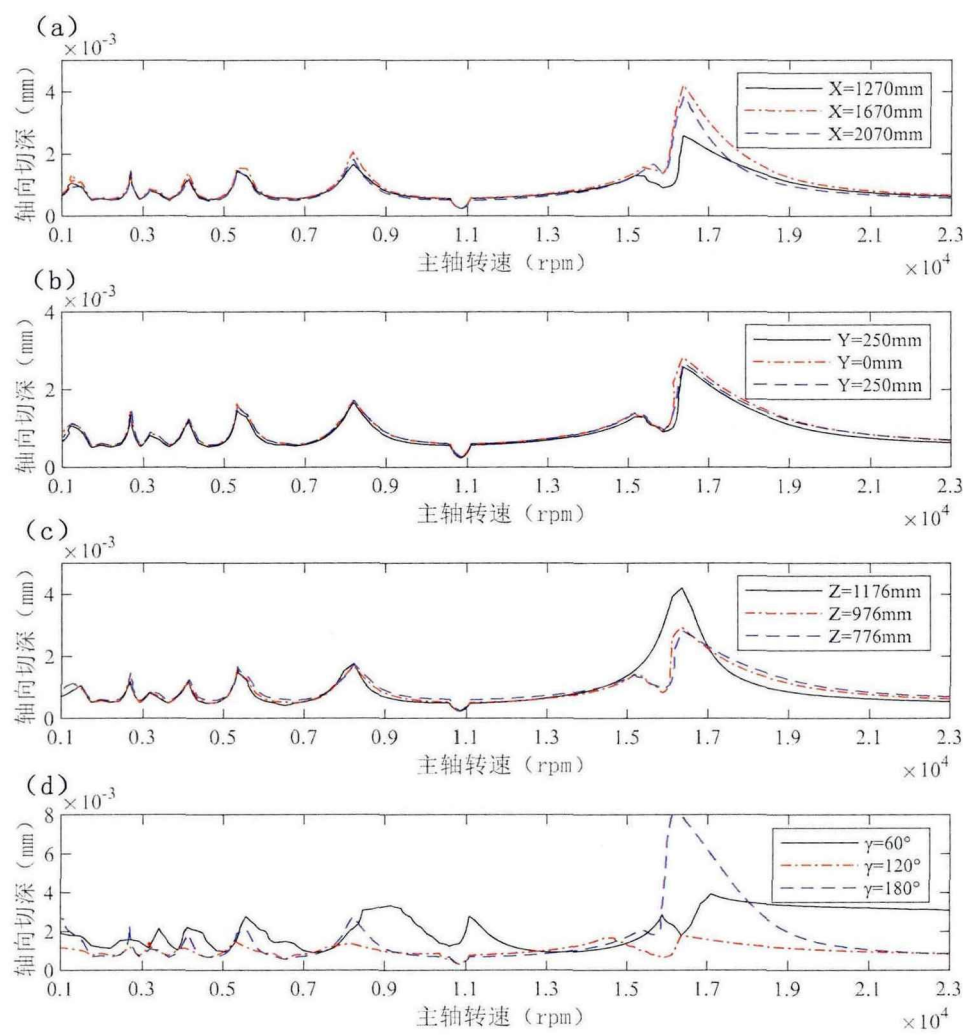 (a)
×10⁻³
轴向切深（mm）
4
2
0
X=1270mm
X=1670mm
X=2070mm
0.1 0.3 0.5 0.7 0.9 1.1 1.3 1.5 1.7 1.9 2.1 2.3
主轴转速（rpm）
×10⁴
(b)
×10⁻³
轴向切深（mm）
4
2
0
Y=250mm
Y=0mm
Y=250mm
0.1 0.3 0.5 0.7 0.9 1.1 1.3 1.5 1.7 1.9 2.1 2.3
主轴转速（rpm）
×10⁴
(c)
×10⁻³
轴向切深（mm）
4
2
0
Z=1176mm
Z=976mm
Z=776mm
0.1 0.3 0.5 0.7 0.9 1.1 1.3 1.5 1.7 1.9 2.1 2.3
主轴转速（rpm）
×10⁴
(d)
×10⁻³
轴向切深（mm）
8
6
4
2
0
γ=60°
γ=120°
γ=180°
0.1 0.3 0.5 0.7 0.9 1.1 1.3 1.5 1.7 1.9 2.1 2.3
主轴转速（rpm）
×10⁴